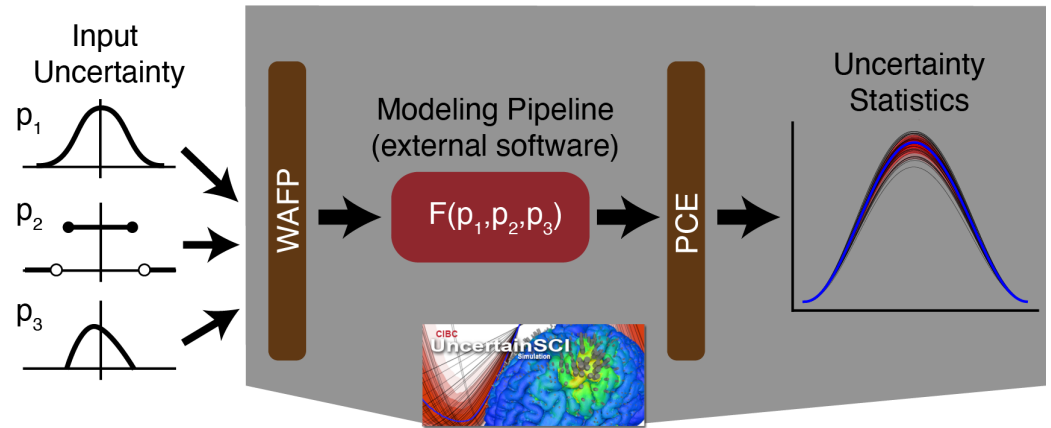 Input
Uncertainty
p1
p2
p3
WAFP
Modeling Pipeline
(external software)
F(p1,p2,p3)
PCE
Uncertainty
Statistics
CIBC
UncertainSCI
Simulation